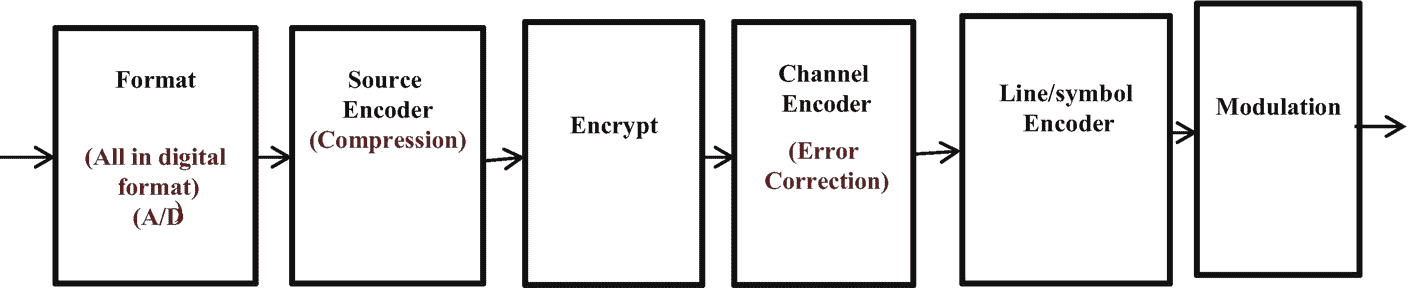 Format
(All in digital
format)
(A/D)
Source
Encoder
(Compression)
Encrypt
Channel
Encoder
(Error
Correction)
Line/symbol
Encoder
Modulation